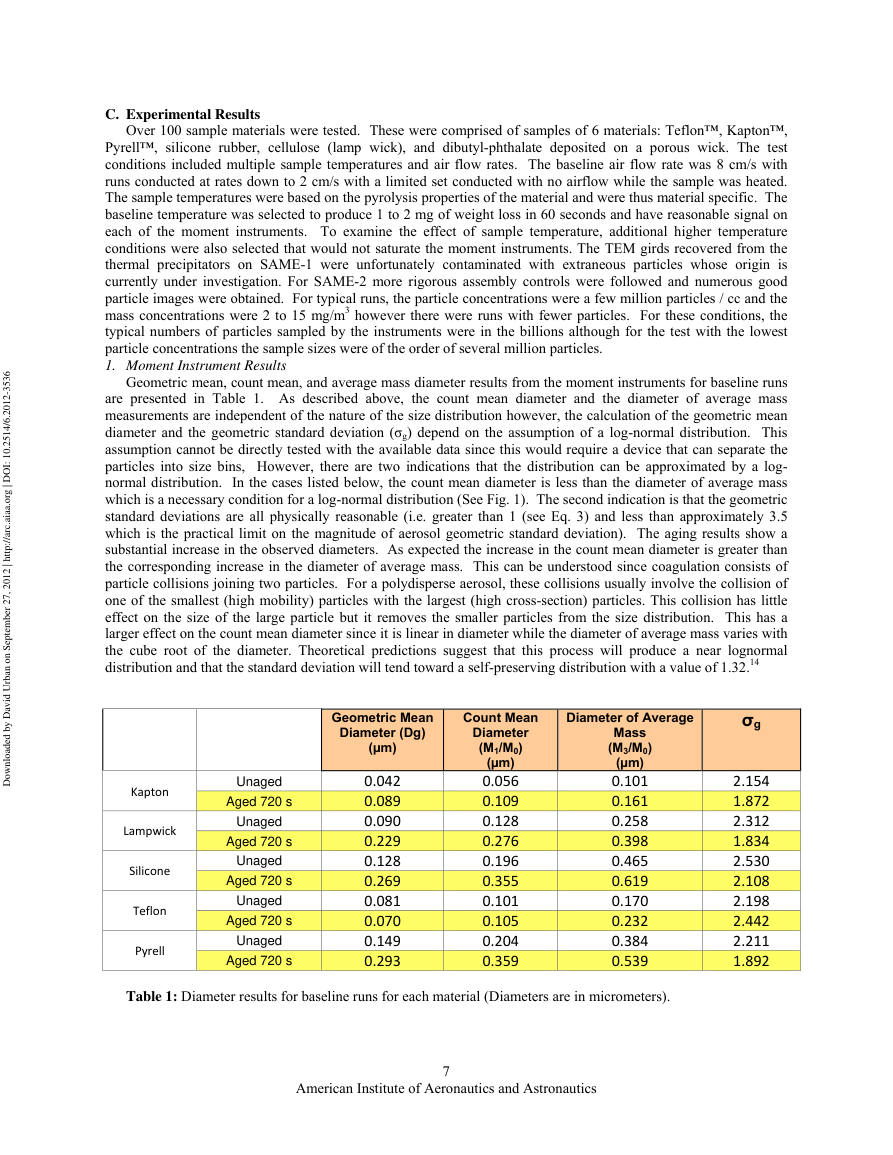 C. Experimental Results
Over 100 sample materials were tested. These were comprised of samples of 6 materials: Teflon™, Kapton™,
Pyrell™, silicone rubber, cellulose (lamp wick), and dibutyl-phthalate deposited on a porous wick. The test
conditions included multiple sample temperatures and air flow rates. The baseline air flow rate was 8 cm/s with
runs conducted at rates down to 2 cm/s with a limited set conducted with no airflow while the sample was heated.
The sample temperatures were based on the pyrolysis properties of the material and were thus material specific. The
baseline temperature was selected to produce 1 to 2 mg of weight loss in 60 seconds and have reasonable signal on
each of the moment instruments. To examine the effect of sample temperature, additional higher temperature
conditions were also selected that would not saturate the moment instruments. The TEM girds recovered from the
thermal precipitators on SAME-1 were unfortunately contaminated with extraneous particles whose origin is
currently under investigation. For SAME-2 more rigorous assembly controls were followed and numerous good
particle images were obtained. For typical runs, the particle concentrations were a few million particles / cc and the
mass concentrations were 2 to 15 mg/m³ however there were runs with fewer particles. For these conditions, the
typical numbers of particles sampled by the instruments were in the billions although for the test with the lowest
particle concentrations the sample sizes were of the order of several million particles.
1. Moment Instrument Results
Geometric mean, count mean, and average mass diameter results from the moment instruments for baseline runs
are presented in Table 1. As described above, the count mean diameter and the diameter of average mass
measurements are independent of the nature of the size distribution however, the calculation of the geometric mean
diameter and the geometric standard deviation (σg) depend on the assumption of a log-normal distribution. This
assumption cannot be directly tested with the available data since this would require a device that can separate the
particles into size bins, However, there are two indications that the distribution can be approximated by a log-
normal distribution. In the cases listed below, the count mean diameter is less than the diameter of average mass
which is a necessary condition for a log-normal distribution (See Fig. 1). The second indication is that the geometric
standard deviations are all physically reasonable (i.e. greater than 1 (see Eq. 3) and less than approximately 3.5
which is the practical limit on the magnitude of aerosol geometric standard deviation). The aging results show a
substantial increase in the observed diameters. As expected the increase in the count mean diameter is greater than
the corresponding increase in the diameter of average mass. This can be understood since coagulation consists of
particle collisions joining two particles. For a polydisperse aerosol, these collisions usually involve the collision of
one of the smallest (high mobility) particles with the largest (high cross-section) particles. This collision has little
effect on the size of the large particle but it removes the smaller particles from the size distribution. This has a
larger effect on the count mean diameter since it is linear in diameter while the diameter of average mass varies with
the cube root of the diameter. Theoretical predictions suggest that this process will produce a near lognormal
distribution and that the standard deviation will tend toward a self-preserving distribution with a value of 1.32.¹⁴
Geometric Mean Diameter (Dg) (µm) Count Mean Diameter (M₁/M₀) (µm) Diameter of Average Mass (M₃/M₀) (µm) σg
Kapton Unaged 0.042 0.056 0.101 2.154
Aged 720 s 0.089 0.109 0.161 1.872
Lampwick Unaged 0.090 0.128 0.258 2.312
Aged 720 s 0.229 0.276 0.398 1.834
Silicone Unaged 0.128 0.196 0.465 2.530
Aged 720 s 0.269 0.355 0.619 2.108
Teflon Unaged 0.081 0.101 0.170 2.198
Aged 720 s 0.070 0.105 0.232 2.442
Pyrell Unaged 0.149 0.204 0.384 2.211
Aged 720 s 0.293 0.359 0.539 1.892
Table 1: Diameter results for baseline runs for each material (Diameters are in micrometers).
7
American Institute of Aeronautics and Astronautics
Downloaded by David Urban on September 27, 2012 | http://arc.aiaa.org | DOI: 10.2514/6.2012-3536